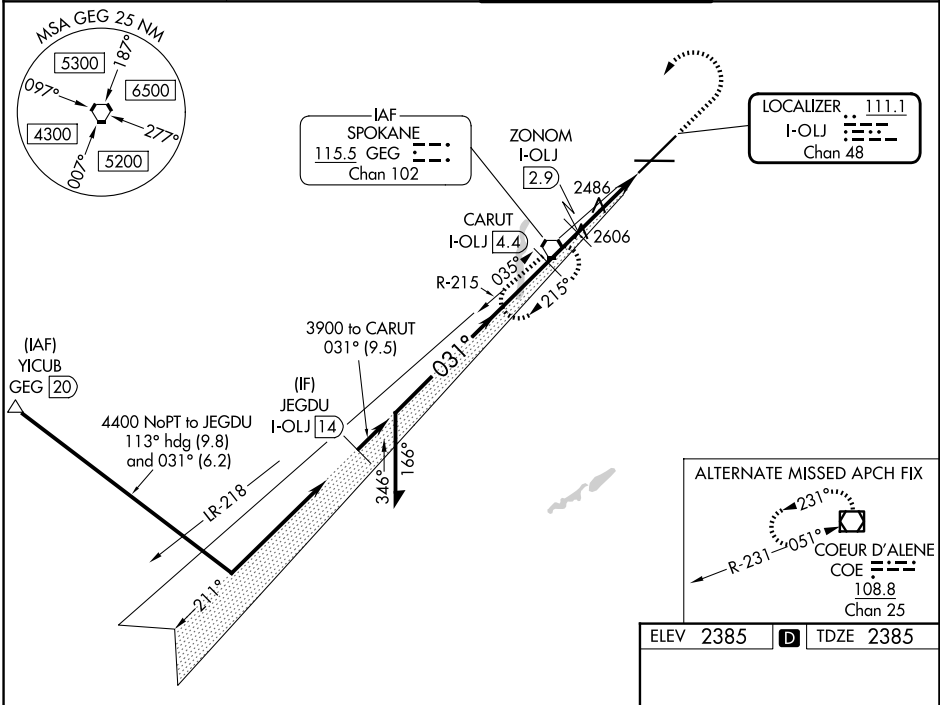 MSA GEG 25 NM
5300
187°
097°
6500
4300
277°
007°
5200
IAF
SPOKANE
115.5 GEG
Chan 102
ZONOM
I-OLJ
2.9
LOCALIZER 111.1
I-OLJ
Chan 48
2486
2606
CARUT
I-OLJ 4.4
035°
R-215
215°
3900 to CARUT
031° (9.5)
031°
(IAF)
YICUB
GEG 20
(IF)
JEGDU
I-OLJ 14
4400 NoPT to JEGDU
113° hdg (9.8)
and 031° (6.2)
346°
166°
LR-218
211°
ALTERNATE MISSED APCH FIX
231°
R-231
051°
COEUR D'ALENE
COE
108.8
Chan 25
ELEV 2385 D TDZE 2385